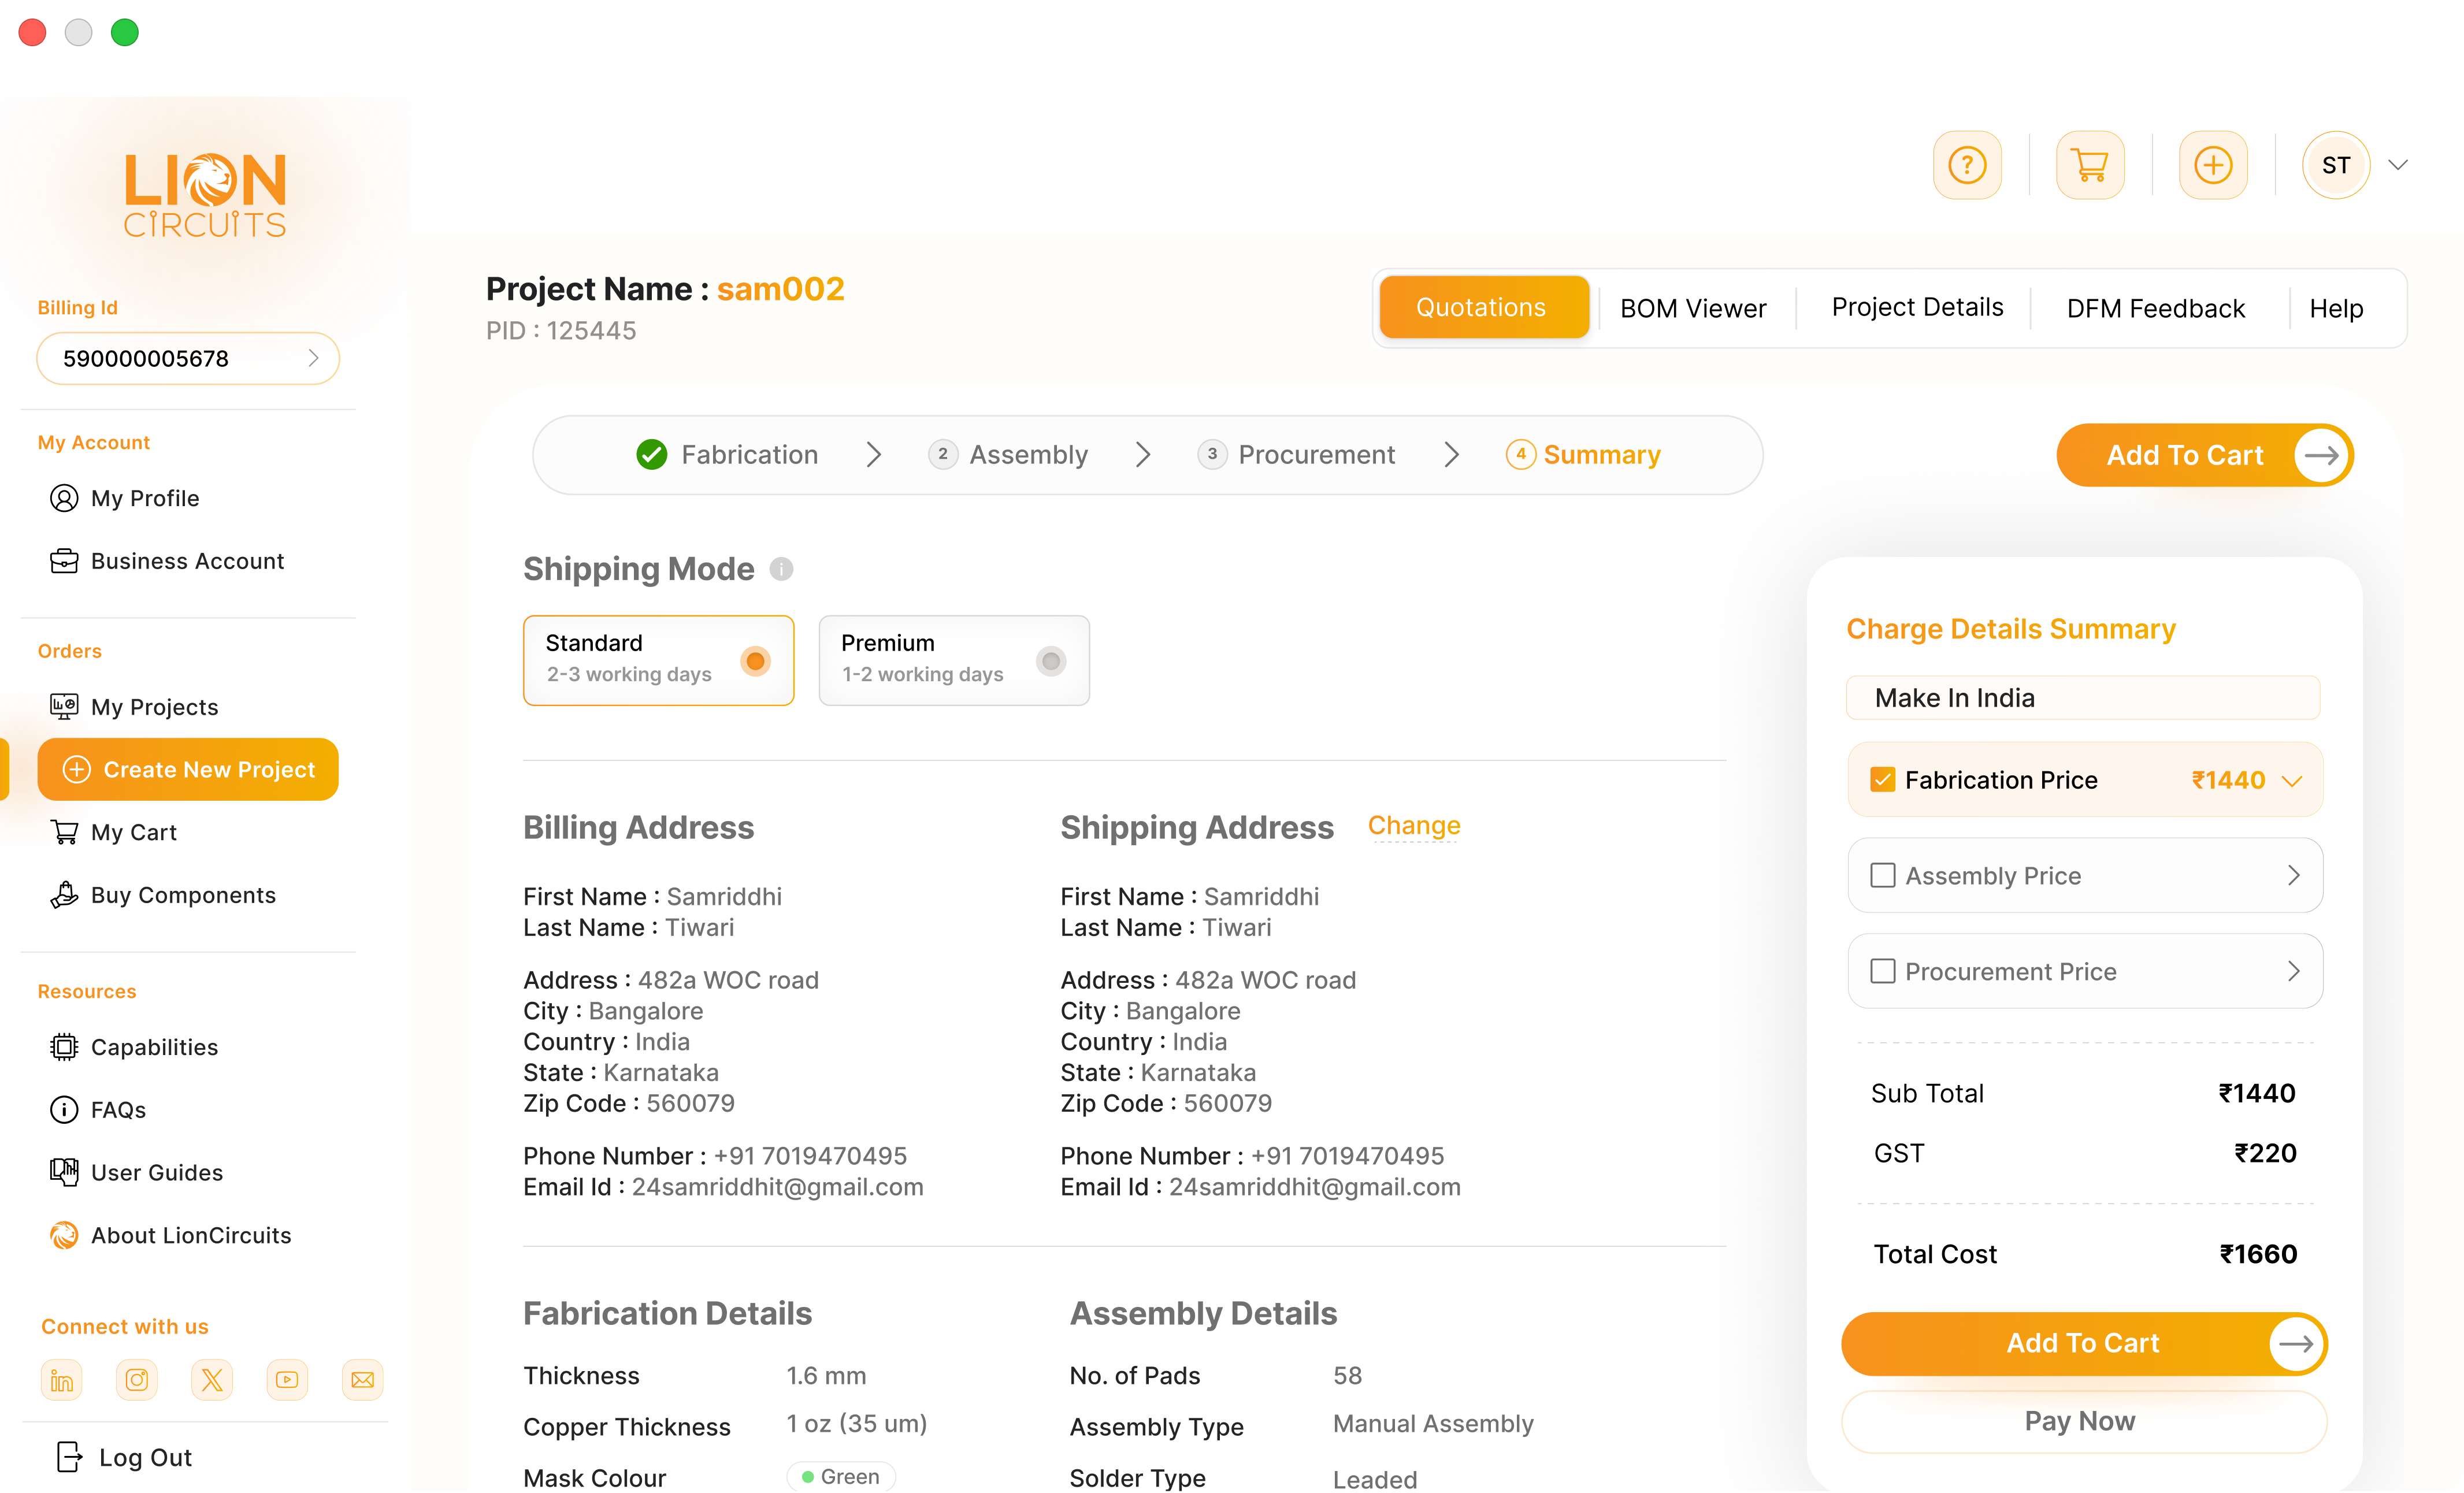 LION
CIRCUITS
Billing Id
590000005678
My Account
My Profile
Business Account
Orders
My Projects
Create New Project
My Cart
Buy Components
Resources
Capabilities
FAQs
User Guides
About LionCircuits
Connect with us
Log Out
?
ST
Project Name : sam002
PID : 125445
Quotations
BOM Viewer
Project Details
DFM Feedback
Help
Fabrication
2 Assembly
3 Procurement
4 Summary
Add To Cart
Shipping Mode
Standard
2-3 working days
Premium
1-2 working days
Billing Address
First Name : Samriddhi
Last Name : Tiwari
Address : 482a WOC road
City : Bangalore
Country : India
State : Karnataka
Zip Code : 560079
Phone Number : +91 7019470495
Email Id : 24samriddhit@gmail.com
Shipping Address Change
First Name : Samriddhi
Last Name : Tiwari
Address : 482a WOC road
City : Bangalore
Country : India
State : Karnataka
Zip Code : 560079
Phone Number : +91 7019470495
Email Id : 24samriddhit@gmail.com
Fabrication Details
Thickness 1.6 mm
Copper Thickness 1 oz (35 um)
Mask Colour Green
Assembly Details
No. of Pads 58
Assembly Type Manual Assembly
Solder Type Leaded
Charge Details Summary
Make In India
Fabrication Price ₹1440
Assembly Price
Procurement Price
Sub Total ₹1440
GST ₹220
Total Cost ₹1660
Add To Cart
Pay Now